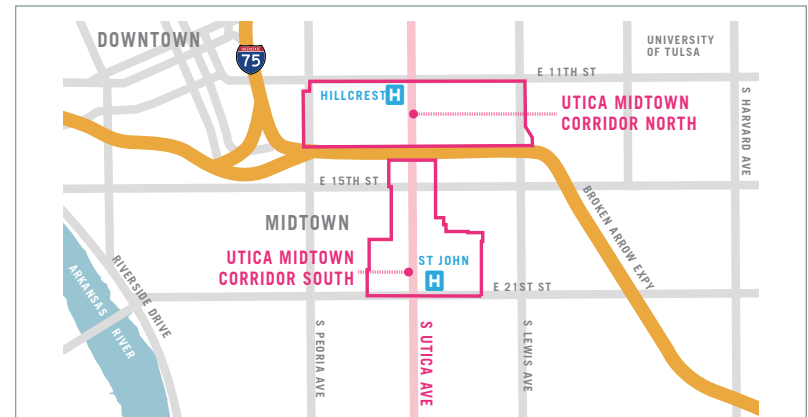 DOWNTOWN
INTERSTATE
75
UNIVERSITY
OF TULSA
E 11TH ST
HILLCREST H
UTICA MIDTOWN
CORRIDOR NORTH
S HARVARD AVE
E 15TH ST
MIDTOWN
BROKEN ARROW EXPY
UTICA MIDTOWN
CORRIDOR SOUTH
ST JOHN
H
E 21ST ST
RIVERSIDE DRIVE
ARKANSAS
RIVER
S PEORIA AVE
S UTICA AVE
S LEWIS AVE